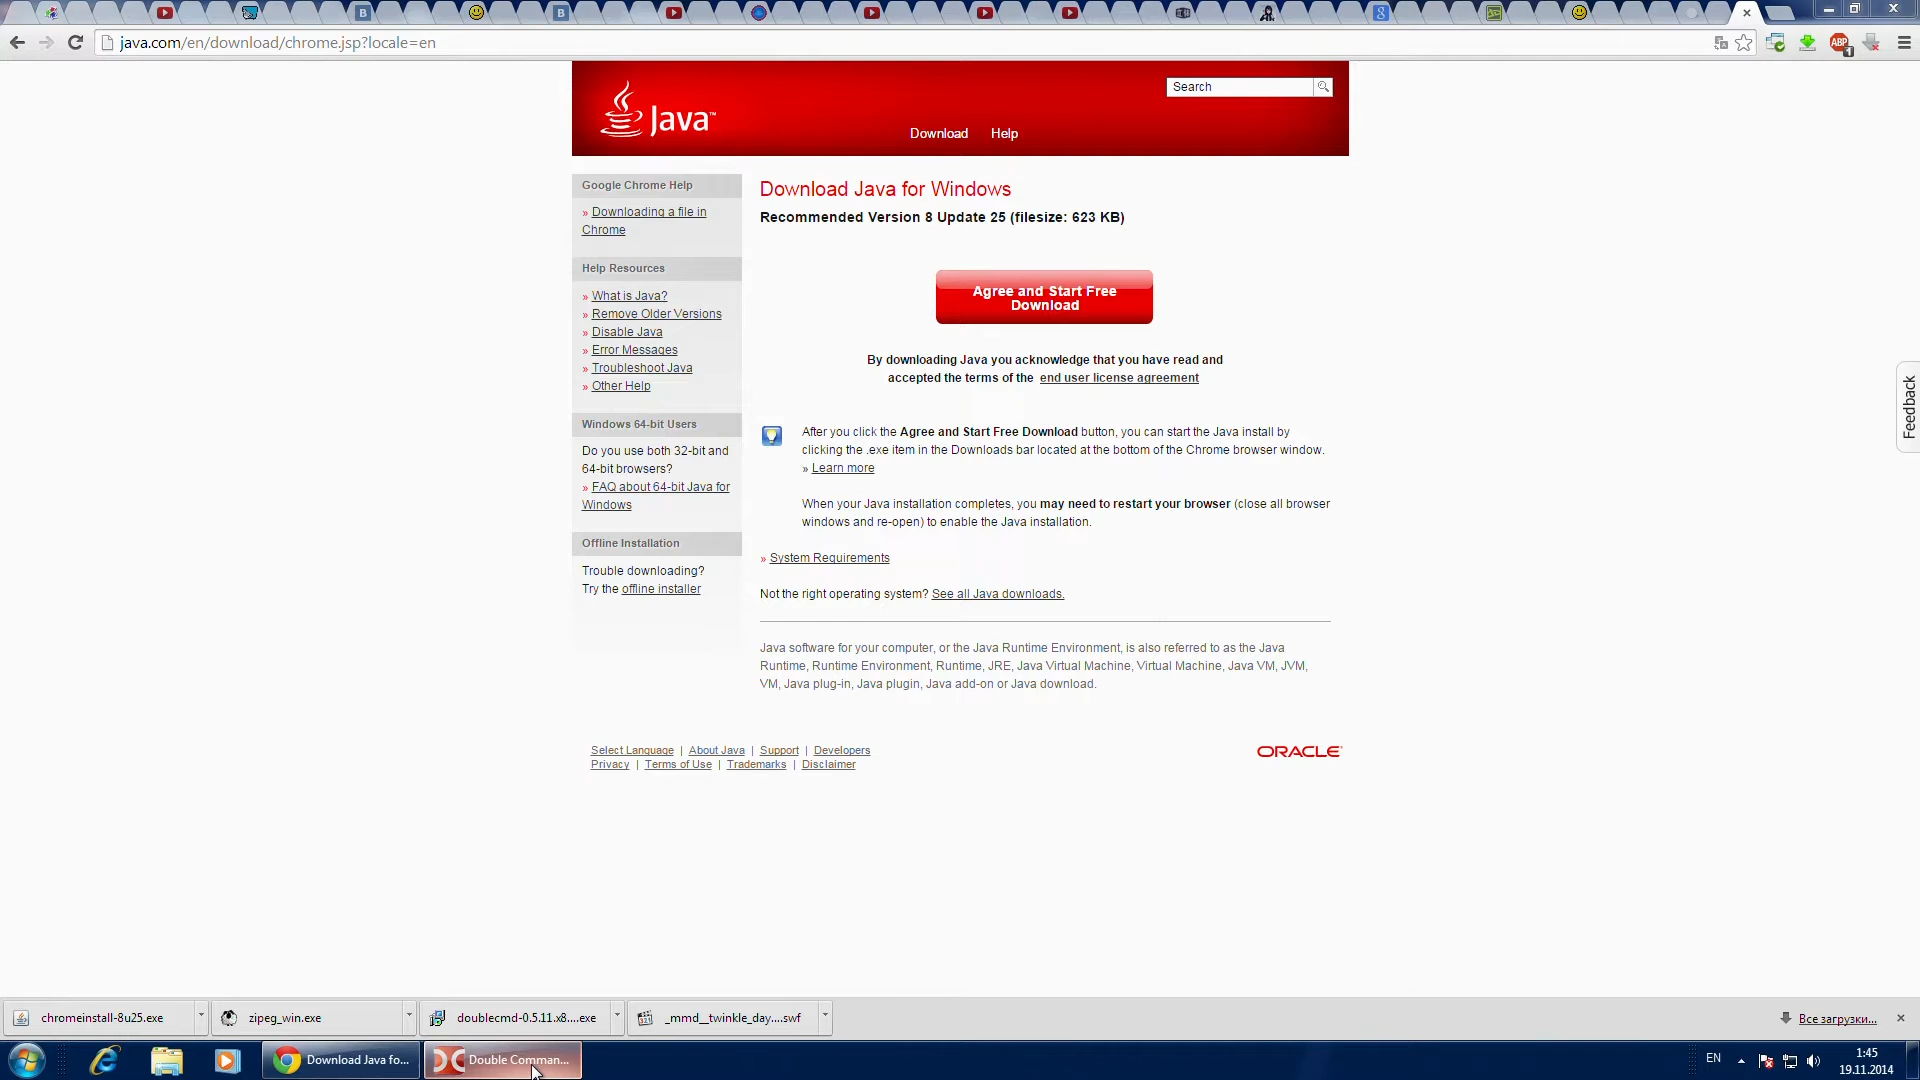 java.com/en/download/chrome.jsp?locale=en
ABP
1
Java™
Search
Download
Help
Google Chrome Help
» Downloading a file in
Chrome
Help Resources
» What is Java?
» Remove Older Versions
» Disable Java
» Error Messages
» Troubleshoot Java
» Other Help
Windows 64-bit Users
Do you use both 32-bit and
64-bit browsers?
» FAQ about 64-bit Java for
Windows
Offline Installation
Trouble downloading?
Try the offline installer
Download Java for Windows
Recommended Version 8 Update 25 (filesize: 623 KB)
Agree and Start Free
Download
By downloading Java you acknowledge that you have read and
accepted the terms of the end user license agreement
After you click the Agree and Start Free Download button, you can start the Java install by
clicking the .exe item in the Downloads bar located at the bottom of the Chrome browser window.
» Learn more
When your Java installation completes, you may need to restart your browser (close all browser
windows and re-open) to enable the Java installation.
» System Requirements
Not the right operating system? See all Java downloads.
Java software for your computer, or the Java Runtime Environment, is also referred to as the Java
Runtime, Runtime Environment, Runtime, JRE, Java Virtual Machine, Virtual Machine, Java VM, JVM,
VM, Java plug-in, Java plugin, Java add-on or Java download.
Select Language | About Java | Support | Developers
Privacy | Terms of Use | Trademarks | Disclaimer
ORACLE
Feedback
chromeinstall-8u25.exe
zipeg_win.exe
doublecmd-0.5.11.x8....exe
_mmd__twinkle_day....swf
Все загрузки...
Download Java fo...
Double Comman...
EN
1:45
19.11.2014